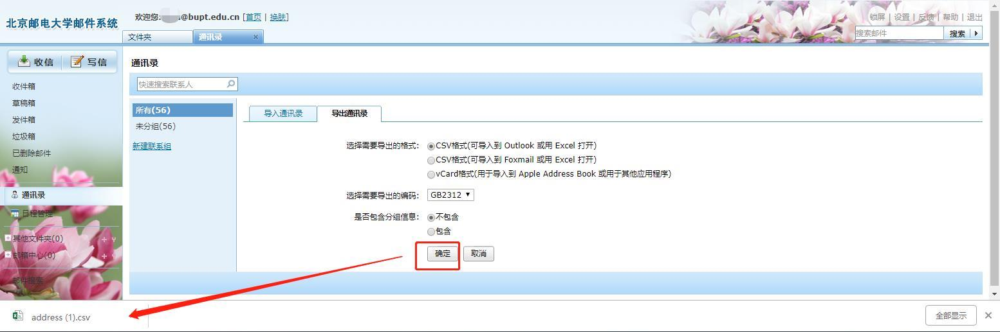 北京邮电大学邮件系统
欢迎您: @bupt.edu.cn [首页 | 换肤]
锁屏 | 设置 | 反馈 | 帮助 | 退出
文件夹
通讯录 ×
搜索邮件
搜索
收信
写信
收件箱
草稿箱
发件箱
垃圾箱
已删除邮件
通知
通讯录
日程管理
其他文件夹(0)
邮箱中心(0)
邮件搜索
通讯录
快速搜索联系人
所有(56)
未分组(56)
新建联系组
导入通讯录
导出通讯录
选择需要导出的格式:
CSV格式(可导入到 Outlook 或用 Excel 打开)
CSV格式(可导入到 Foxmail 或用 Excel 打开)
vCard格式(用于导入到 Apple Address Book 或用于其他应用程序)
选择需要导出的编码: GB2312
是否包含分组信息:
不包含
包含
确定
取消
address (1).csv
全部显示 ×